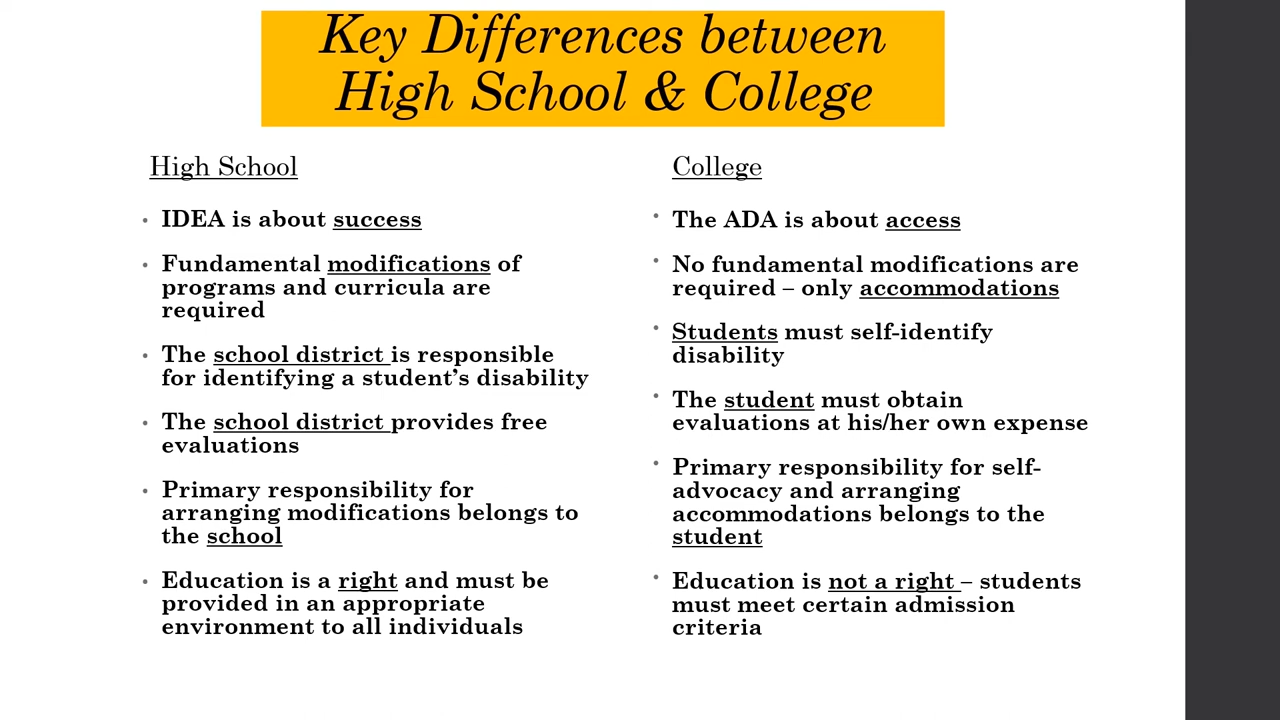 Key Differences between
High School & College
High School
• IDEA is about success
• Fundamental modifications of
programs and curricula are
required
• The school district is responsible
for identifying a student’s disability
• The school district provides free
evaluations
• Primary responsibility for
arranging modifications belongs to
the school
• Education is a right and must be
provided in an appropriate
environment to all individuals
College
• The ADA is about access
• No fundamental modifications are
required – only accommodations
• Students must self-identify
disability
• The student must obtain
evaluations at his/her own expense
• Primary responsibility for self-
advocacy and arranging
accommodations belongs to the
student
• Education is not a right – students
must meet certain admission
criteria